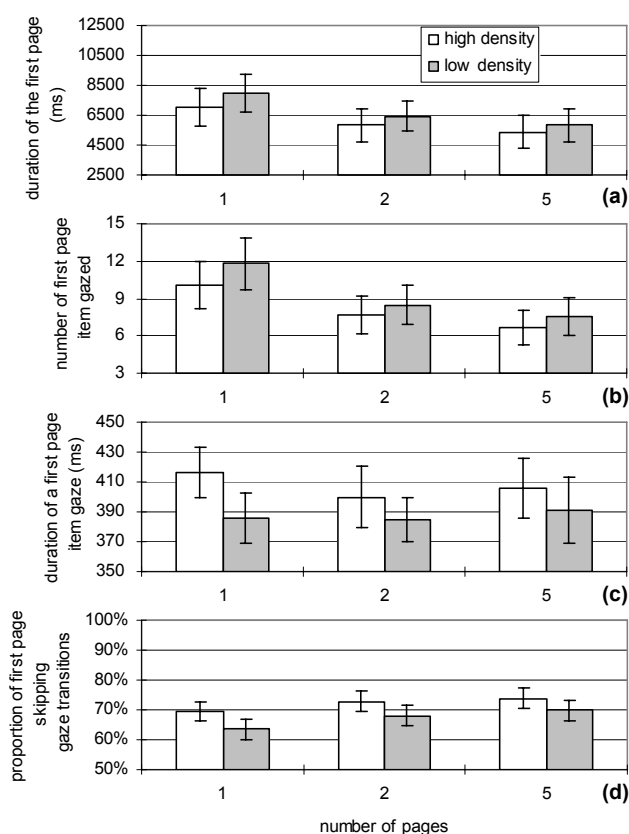 high density
low density
duration of the first page
(ms)
12500
10500
8500
6500
4500
2500
1
2
5
(a)
number of first page
item gazed
15
12
9
6
3
1
2
5
(b)
duration of a first page
item gaze (ms)
450
430
410
390
370
350
1
2
5
(c)
proportion of first page
skipping
gaze transitions
100%
90%
80%
70%
60%
50%
1
2
5
(d)
number of pages